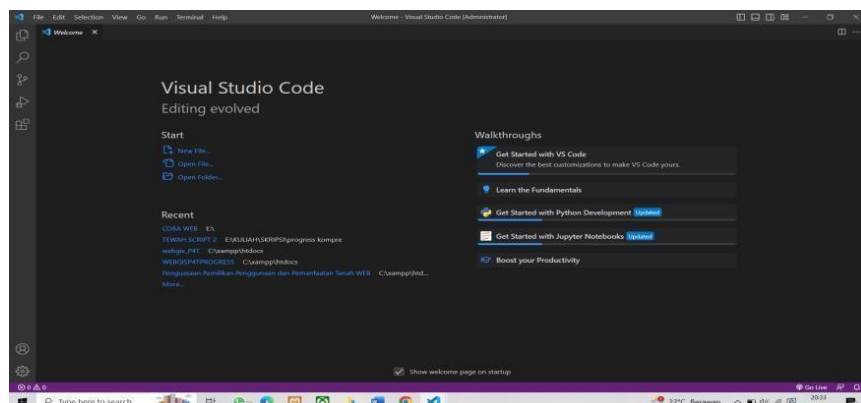 File Edit Selection View Go Run Terminal Help
Welcome - Visual Studio Code [Administrator]
Welcome
Visual Studio Code
Editing evolved
Start
New File...
Open File...
Open Folder...
Recent
COBA WEB E:\
TEWAH SCRIPT 2 E:\KULIAH\SKRIPSI\progress kompre
webgis_P4T C:\xampp\htdocs
WEBGISP4TPROGRESS C:\xampp\htdocs
Penguasaan Pemilikan Penggunaan dan Pemanfaatan Tanah WEB C:\xampp\htd...
More...
Walkthroughs
Get Started with VS Code
Discover the best customizations to make VS Code yours.
Learn the Fundamentals
Get Started with Python Development Updated
Get Started with Jupyter Notebooks Updated
Boost your Productivity
Show welcome page on startup
0 0
Go Live
Type here to search
22°C Berawan
20:33